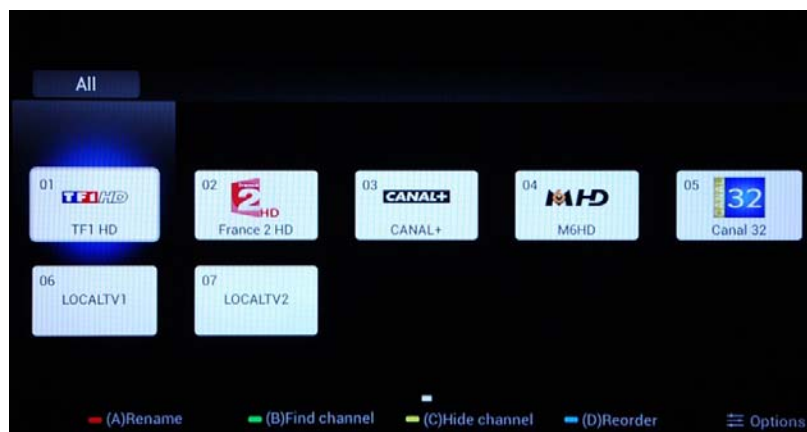 All
01
TF1 HD
TF1 HD
02
france
2
HD
France 2 HD
03
CANAL+
CANAL+
04
M HD
M6HD
05
32
Canal 32
06
LOCALTV1
07
LOCALTV2
(A)Rename
(B)Find channel
(C)Hide channel
(D)Reorder
Options